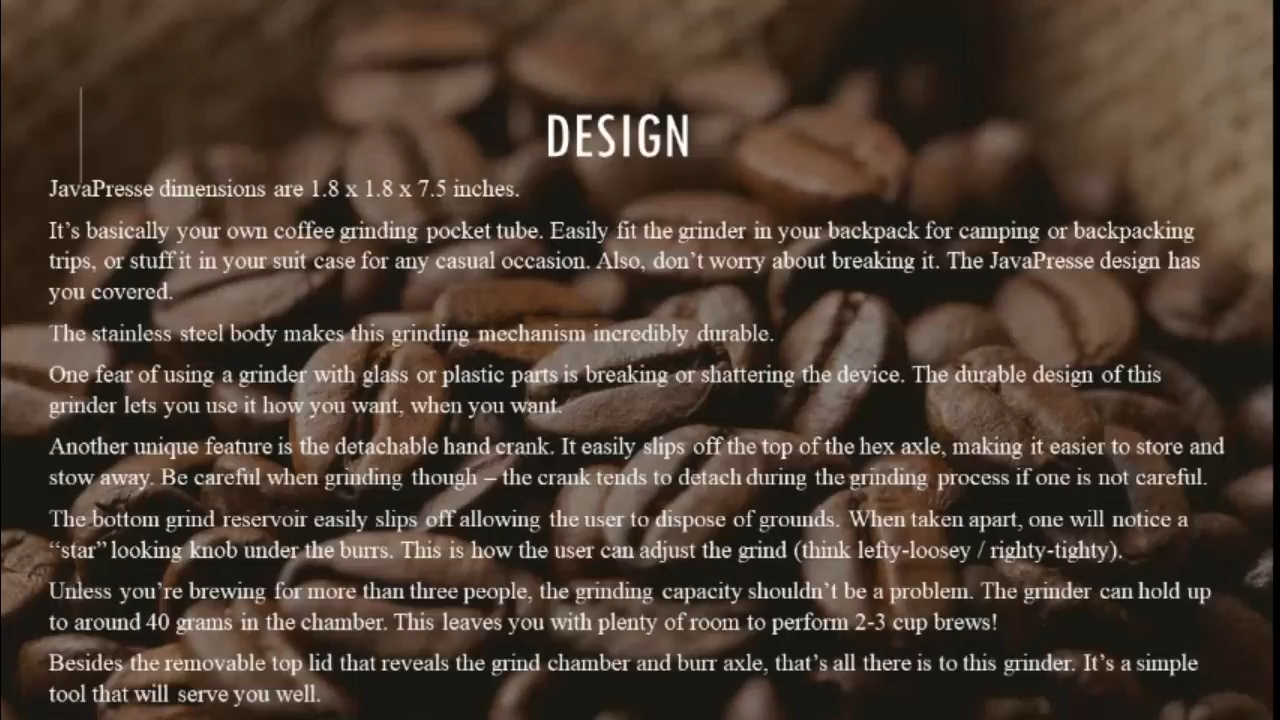 DESIGN
JavaPresse dimensions are 1.8 x 1.8 x 7.5 inches.
It’s basically your own coffee grinding pocket tube. Easily fit the grinder in your backpack for camping or backpacking
trips, or stuff it in your suit case for any casual occasion. Also, don’t worry about breaking it. The JavaPresse design has
you covered.
The stainless steel body makes this grinding mechanism incredibly durable.
One fear of using a grinder with glass or plastic parts is breaking or shattering the device. The durable design of this
grinder lets you use it how you want, when you want.
Another unique feature is the detachable hand crank. It easily slips off the top of the hex axle, making it easier to store and
stow away. Be careful when grinding though – the crank tends to detach during the grinding process if one is not careful.
The bottom grind reservoir easily slips off allowing the user to dispose of grounds. When taken apart, one will notice a
“star” looking knob under the burrs. This is how the user can adjust the grind (think lefty-loosey / righty-tighty).
Unless you’re brewing for more than three people, the grinding capacity shouldn’t be a problem. The grinder can hold up
to around 40 grams in the chamber. This leaves you with plenty of room to perform 2-3 cup brews!
Besides the removable top lid that reveals the grind chamber and burr axle, that’s all there is to this grinder. It’s a simple
tool that will serve you well.